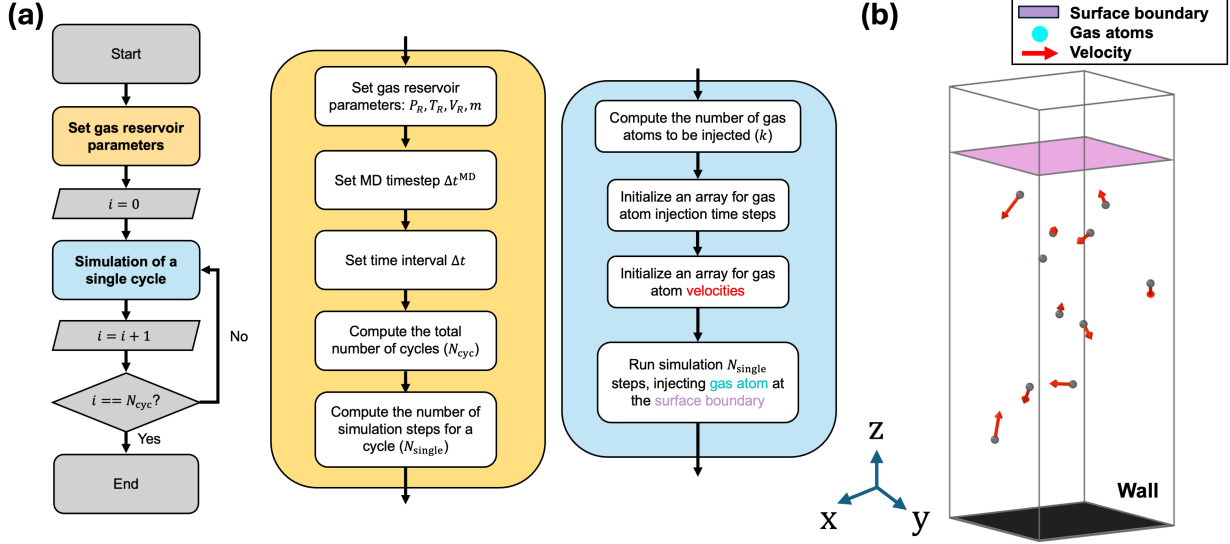 (a)
Start
Set gas reservoir
parameters
i = 0
Simulation of a
single cycle
i = i + 1
No
i == N_cyc?
Yes
End
Set gas reservoir
parameters: P_R, T_R, V_R, m
Set MD timestep Δt^MD
Set time interval Δt
Compute the total
number of cycles (N_cyc)
Compute the number of
simulation steps for a
cycle (N_single)
Compute the number of gas
atoms to be injected (k)
Initialize an array for gas
atom injection time steps
Initialize an array for gas
atom velocities
Run simulation N_single
steps, injecting gas atom at
the surface boundary
(b)
Surface boundary
Gas atoms
Velocity
Wall
z
x
y